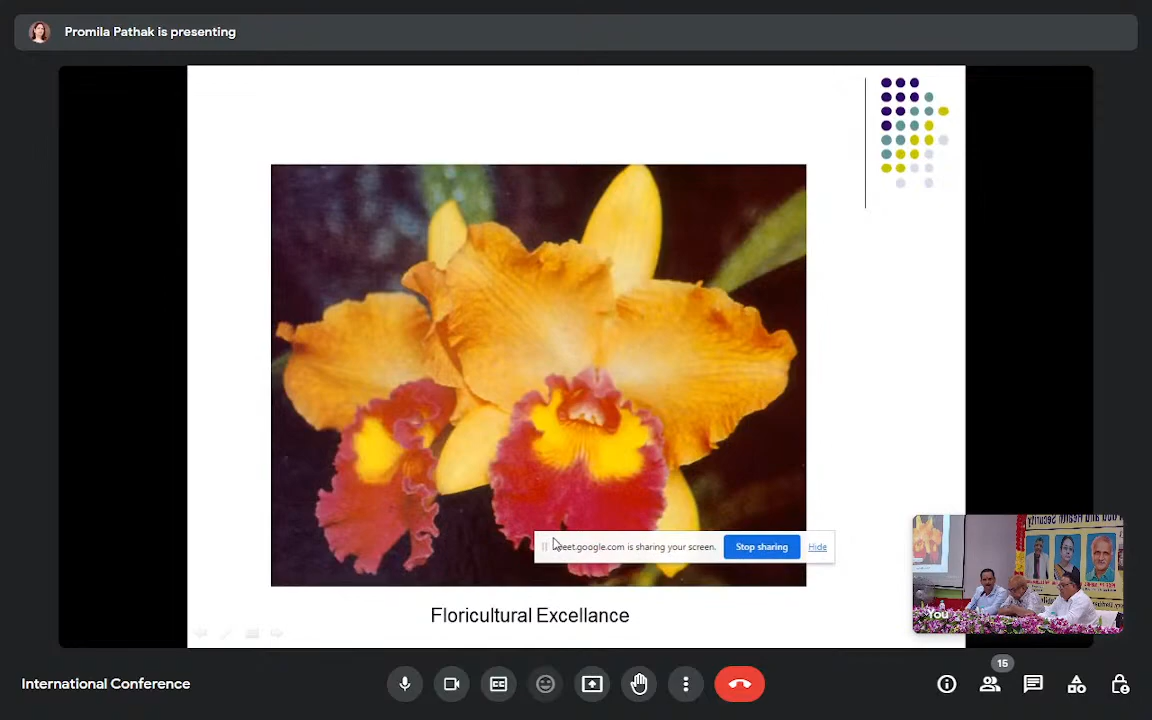 Promila Pathak is presenting
meet.google.com is sharing your screen.
Stop sharing
Hide
Floricultural Excellance
You
International Conference
15